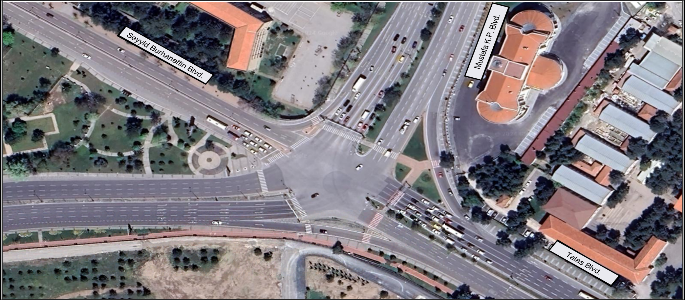 Seyyid Burhanettin Blvd.
Mustafa K.P. Blvd.
Talas Blvd.